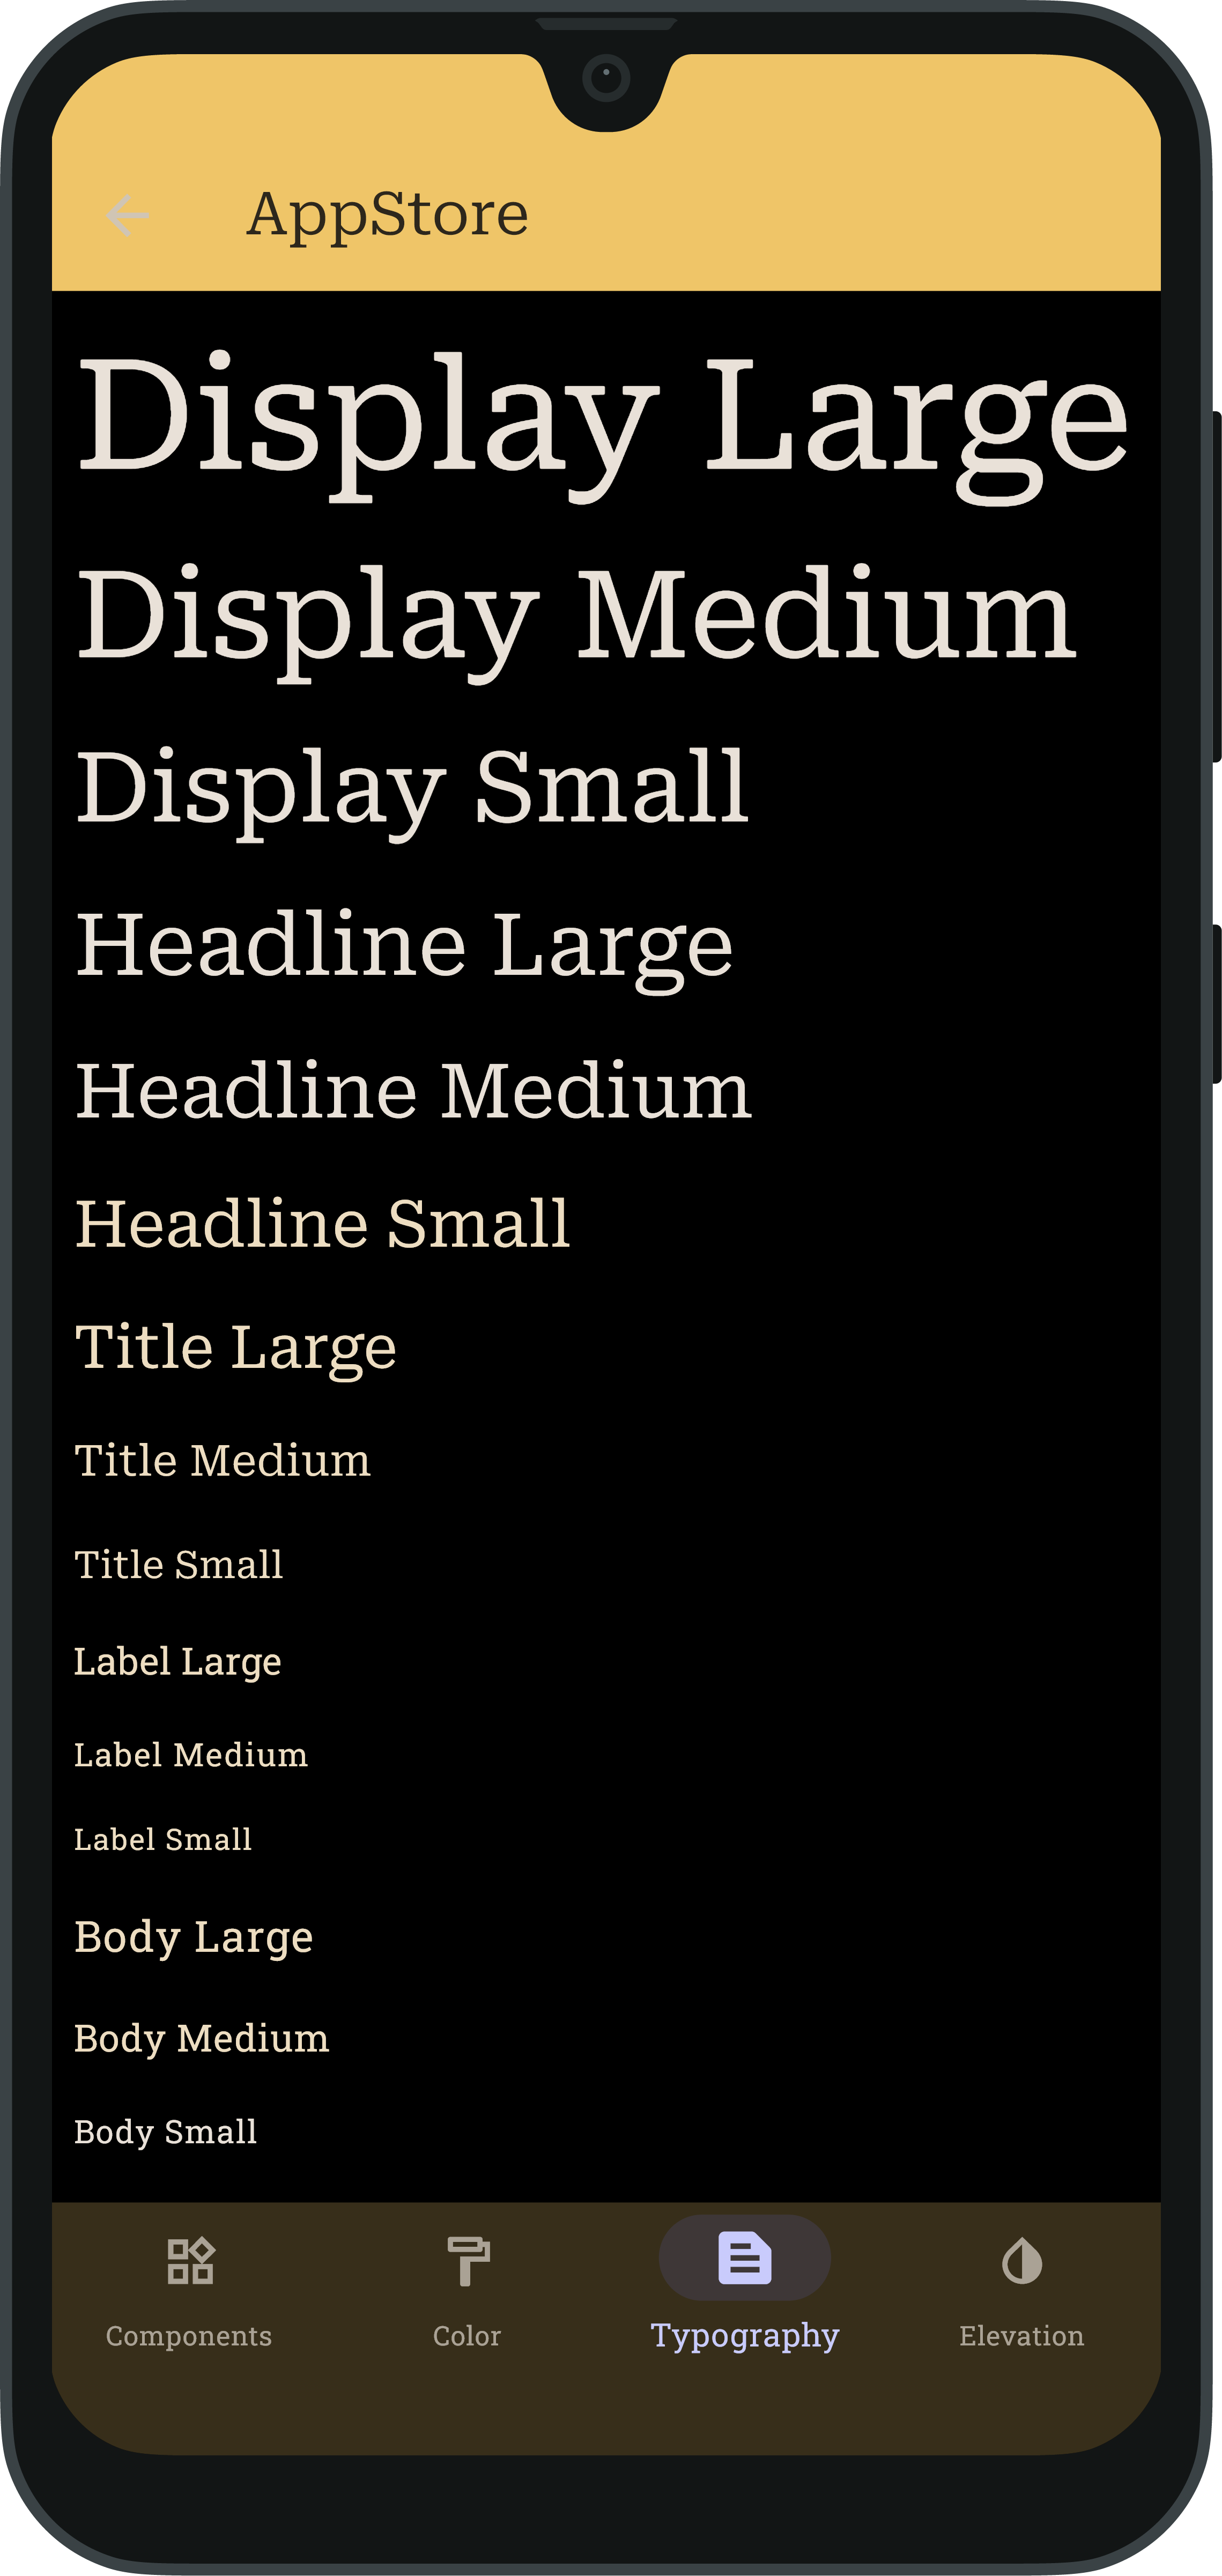 AppStore
Display Large
Display Medium
Display Small
Headline Large
Headline Medium
Headline Small
Title Large
Title Medium
Title Small
Label Large
Label Medium
Label Small
Body Large
Body Medium
Body Small
Components Color Typography Elevation